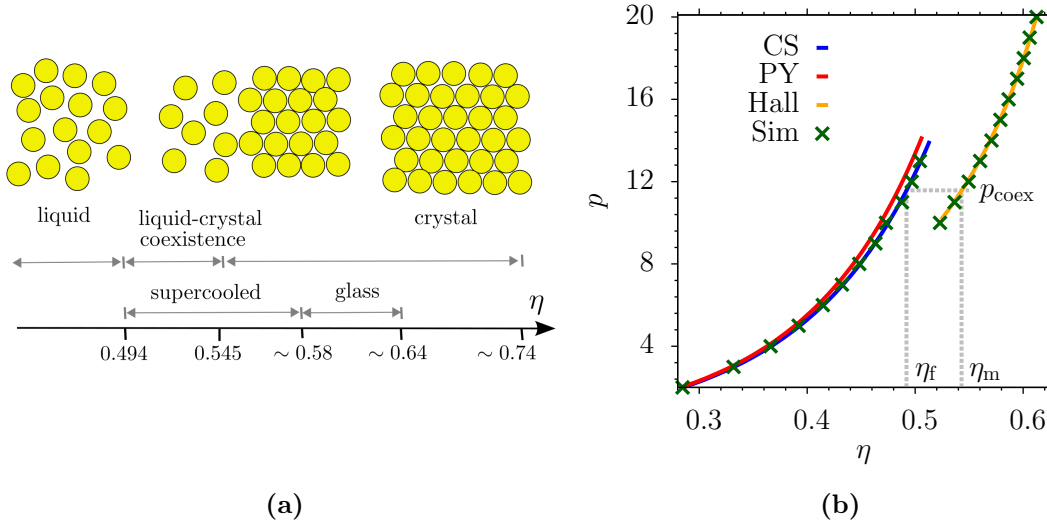 liquid
liquid-crystal
coexistence
crystal
supercooled
glass
η
0.494
0.545
~ 0.58
~ 0.64
~ 0.74
(a)
20
16
12
8
4
p
CS
PY
Hall
Sim
p_coex
η_f
η_m
0.3
0.4
0.5
0.6
η
(b)